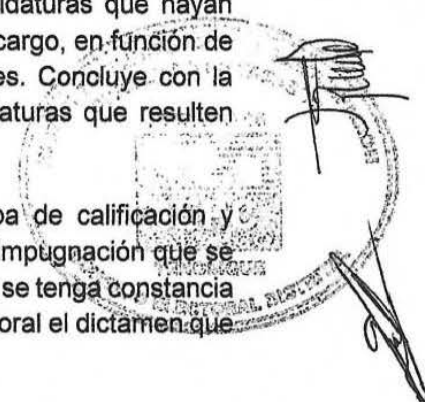 idaturas que hayan
cargo, en función de
es. Concluye con la
aturas que resulten
pa de calificación y
impugnación que se
se tenga constancia
oral el dictamen que